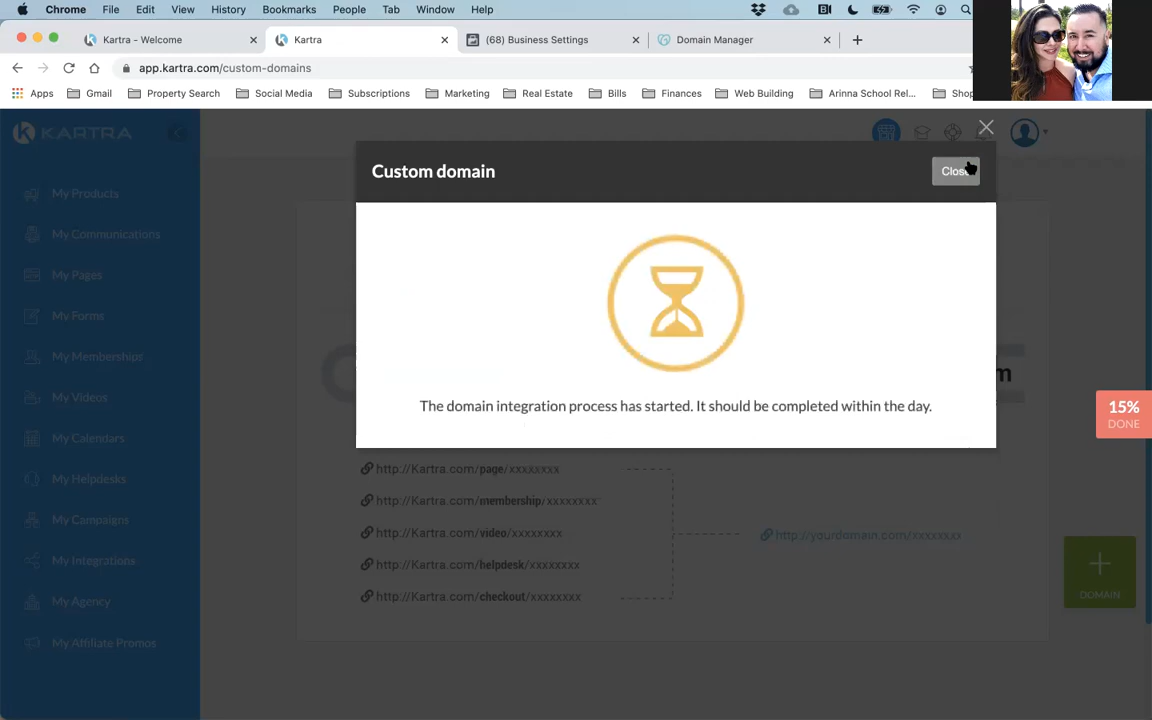 Chrome File Edit View History Bookmarks People Tab Window Help
Kartra - Welcome Kartra (68) Business Settings Domain Manager
app.kartra.com/custom-domains
Apps Gmail Property Search Social Media Subscriptions Marketing Real Estate Bills Finances Web Building Arinna School Rel... Shop
KARTRA
Custom domain
My Products
My Communications
My Pages
My Forms
My Memberships
My Videos
The domain integration process has started. It should be completed within the day.
15%
DONE
My Calendars
http://Kartra.com/page/xxxxxxxx
My Helpdesks
http://Kartra.com/membership/xxxxxxxx
My Campaigns
http://Kartra.com/video/xxxxxxxx
http://yourdomain.com/xxxxxxxx
My Integrations
http://Kartra.com/helpdesk/xxxxxxxx
DOMAIN
My Agency
http://Kartra.com/checkout/xxxxxxxx
My Affiliate Promos